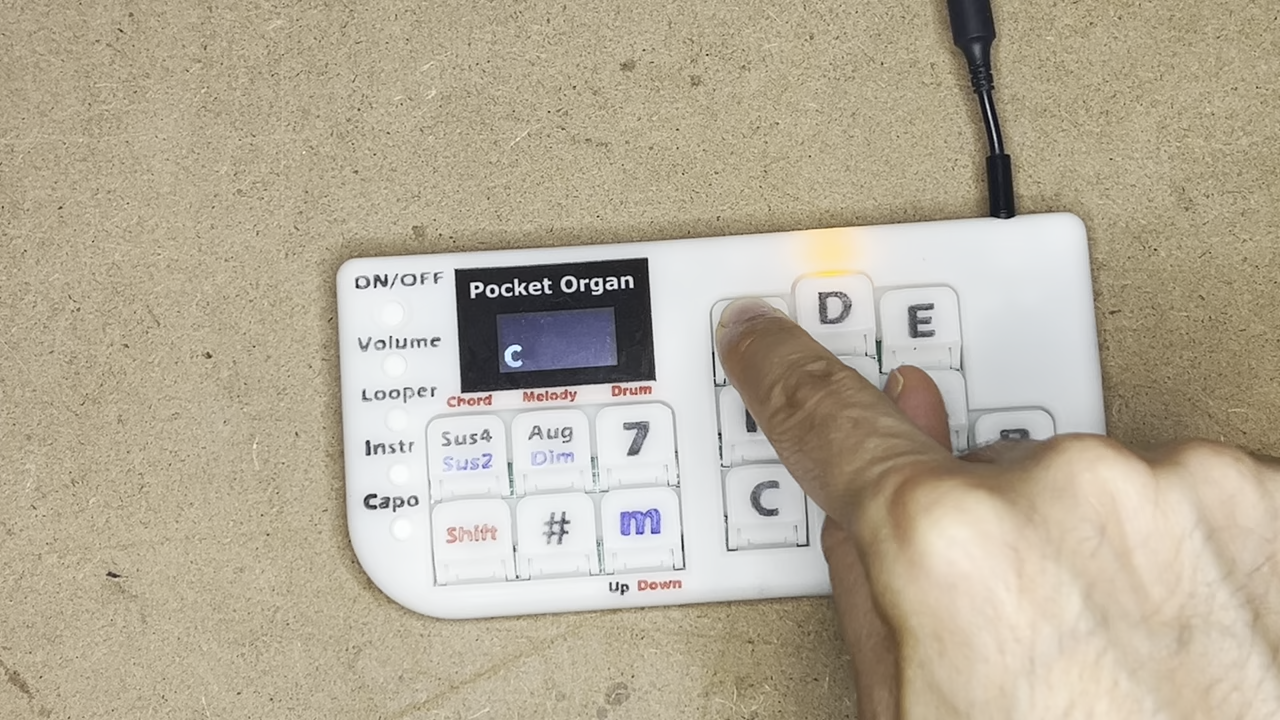 ON/OFF
Pocket Organ
Volume
C
Looper
Chord Melody Drum
Instr
Sus4
Sus2
Aug
Dim
7
Capo
Shift
#
m
Up Down
D
E
C